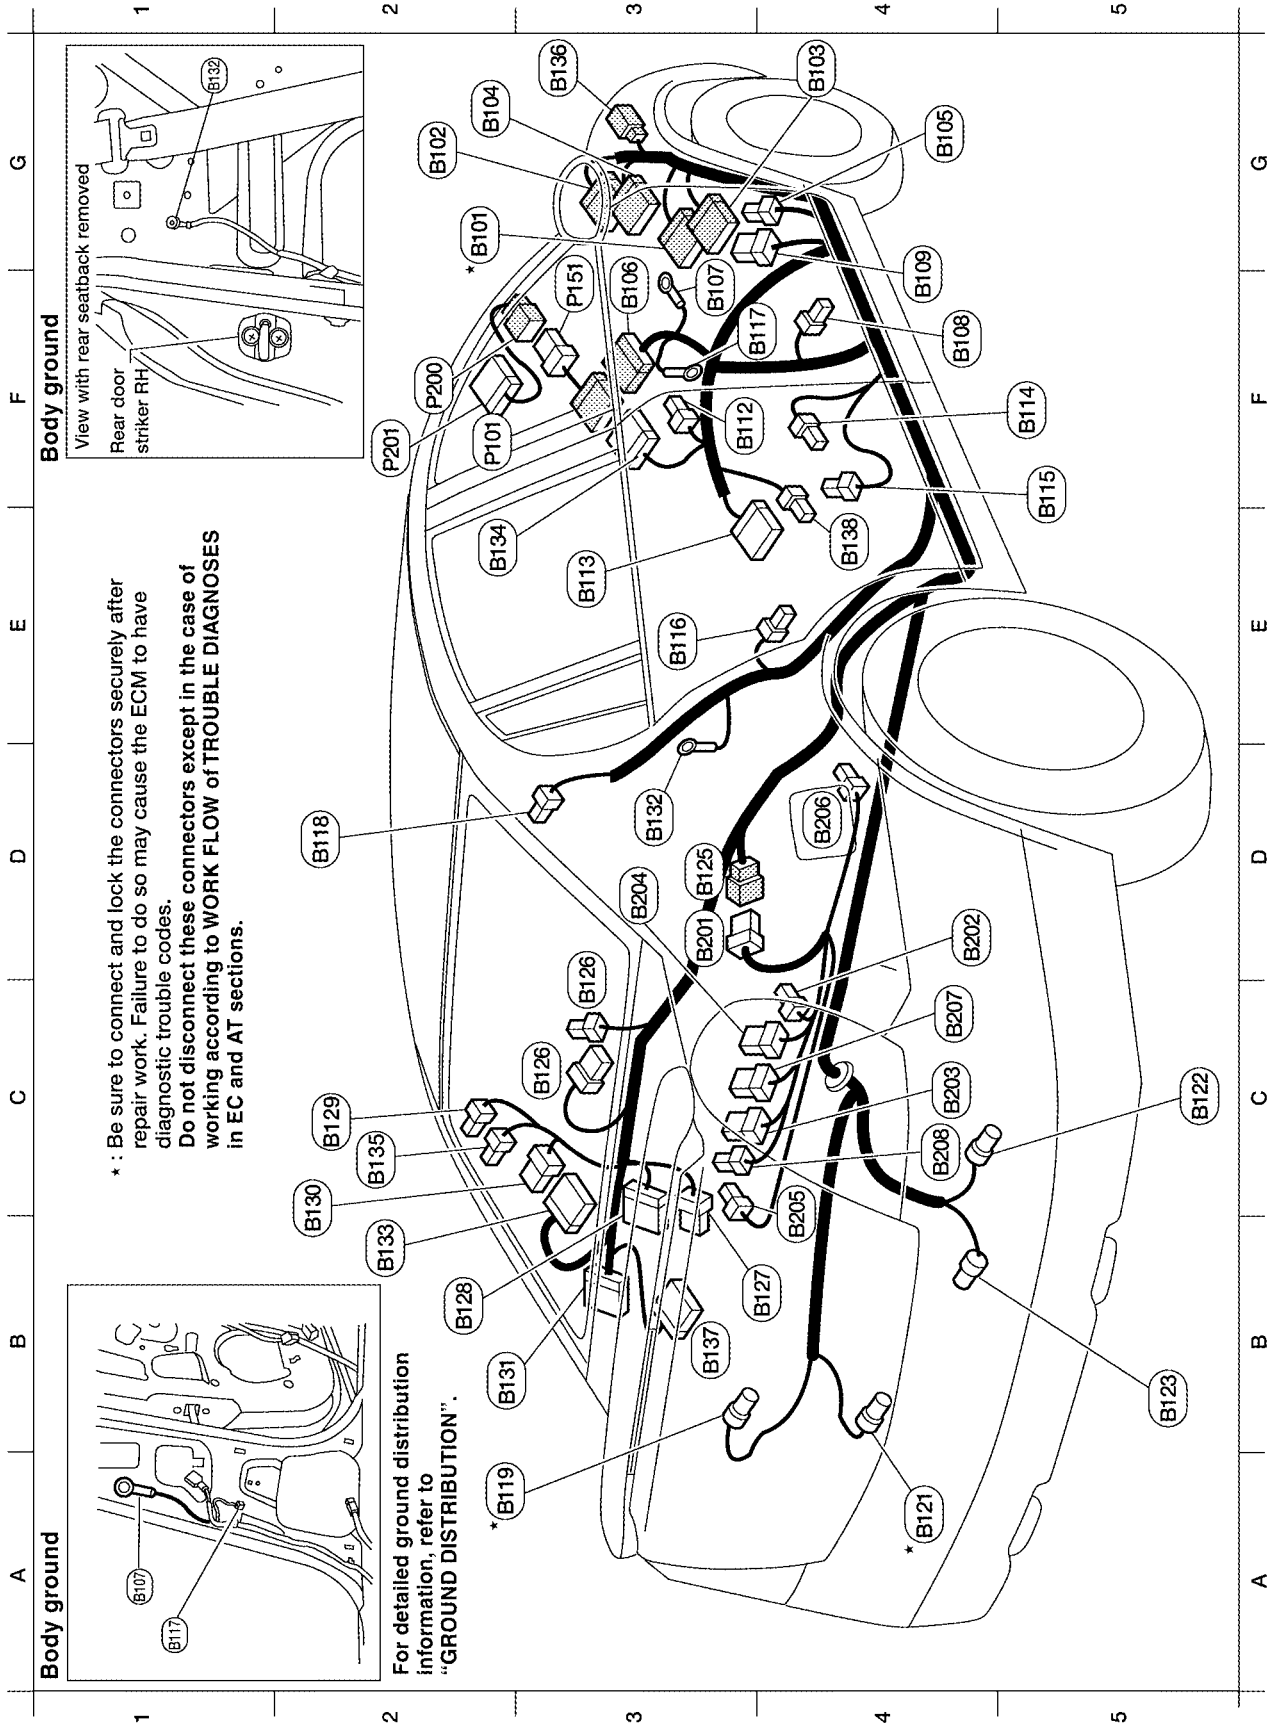 A
B
C
D
E
F
G
1
2
3
4
5
Body ground
B107
B117
Body ground
View with rear seatback removed
Rear door
striker RH
B132
★ : Be sure to connect and lock the connectors securely after
repair work. Failure to do so may cause the ECM to have
diagnostic trouble codes.
Do not disconnect these connectors except in the case of
working according to WORK FLOW of TROUBLE DIAGNOSES
in EC and AT sections.
For detailed ground distribution
information, refer to
"GROUND DISTRIBUTION".
B129
B135
B130
B133
B128
B131
★ B119
B118
B126
B126
P201
P200
P101
P151
B134
B113
B116
★ B101
B102
B104
B136
B103
B106
B107
B117
B112
B105
B109
B108
B114
B115
B138
B132
B204
B125
B201
B206
B202
B207
B203
B208
B205
B127
B137
B122
B123
★ B121
1
2
3
4
5
A
B
C
D
E
F
G